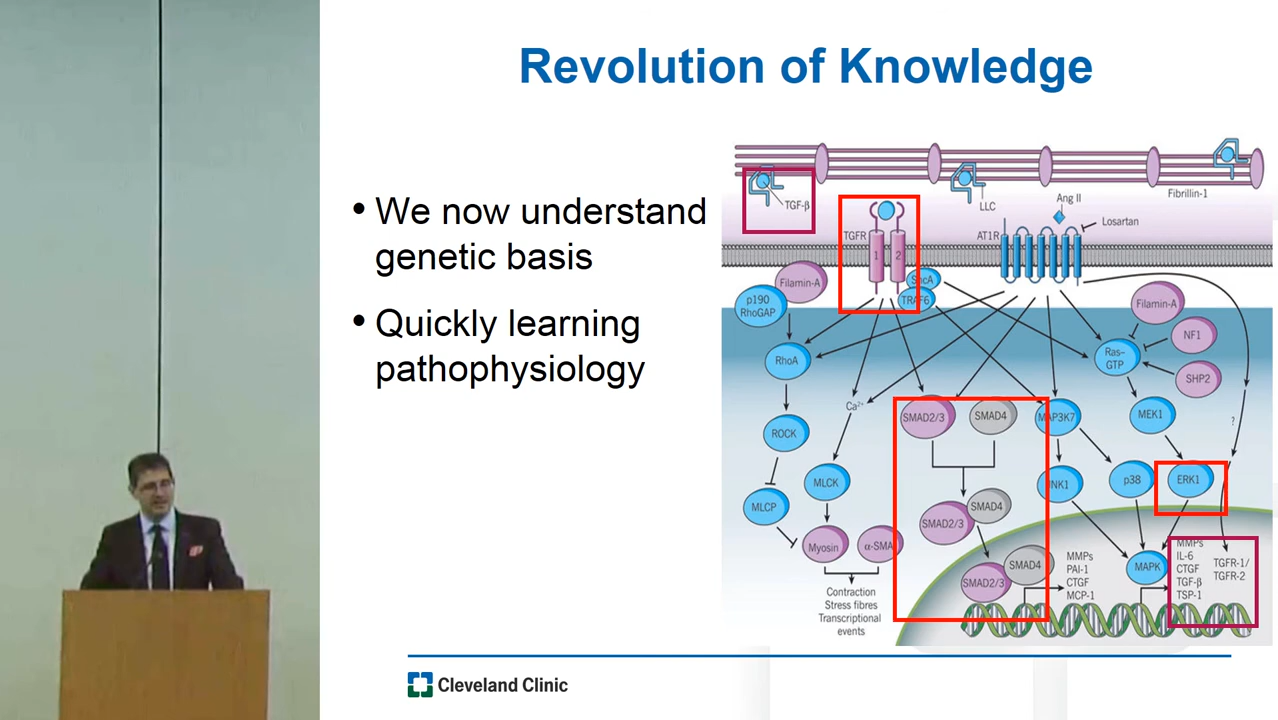 Revolution of Knowledge
• We now understand
genetic basis
• Quickly learning
pathophysiology
TGF-β
LLC
Fibrillin-1
Ang II
Losartan
TGFR
1
2
AT1R
Filamin-A
p190
RhoGAP
ShcA
TRAF6
Filamin-A
NF1
SHP2
Ras–
GTP
RhoA
Ca²⁺
SMAD2/3
SMAD4
MAP3K7
MEK1
?
ROCK
MLCK
JNK1
p38
ERK1
MLCP
SMAD2/3
SMAD4
Myosin
α-SMA
SMAD2/3
SMAD4
MMPs
PAI-1
CTGF
MCP-1
MAPK
MMPs
IL-6
CTGF
TGF-β
TSP-1
TGFR-1/
TGFR-2
Contraction
Stress fibres
Transcriptional
events
Cleveland Clinic